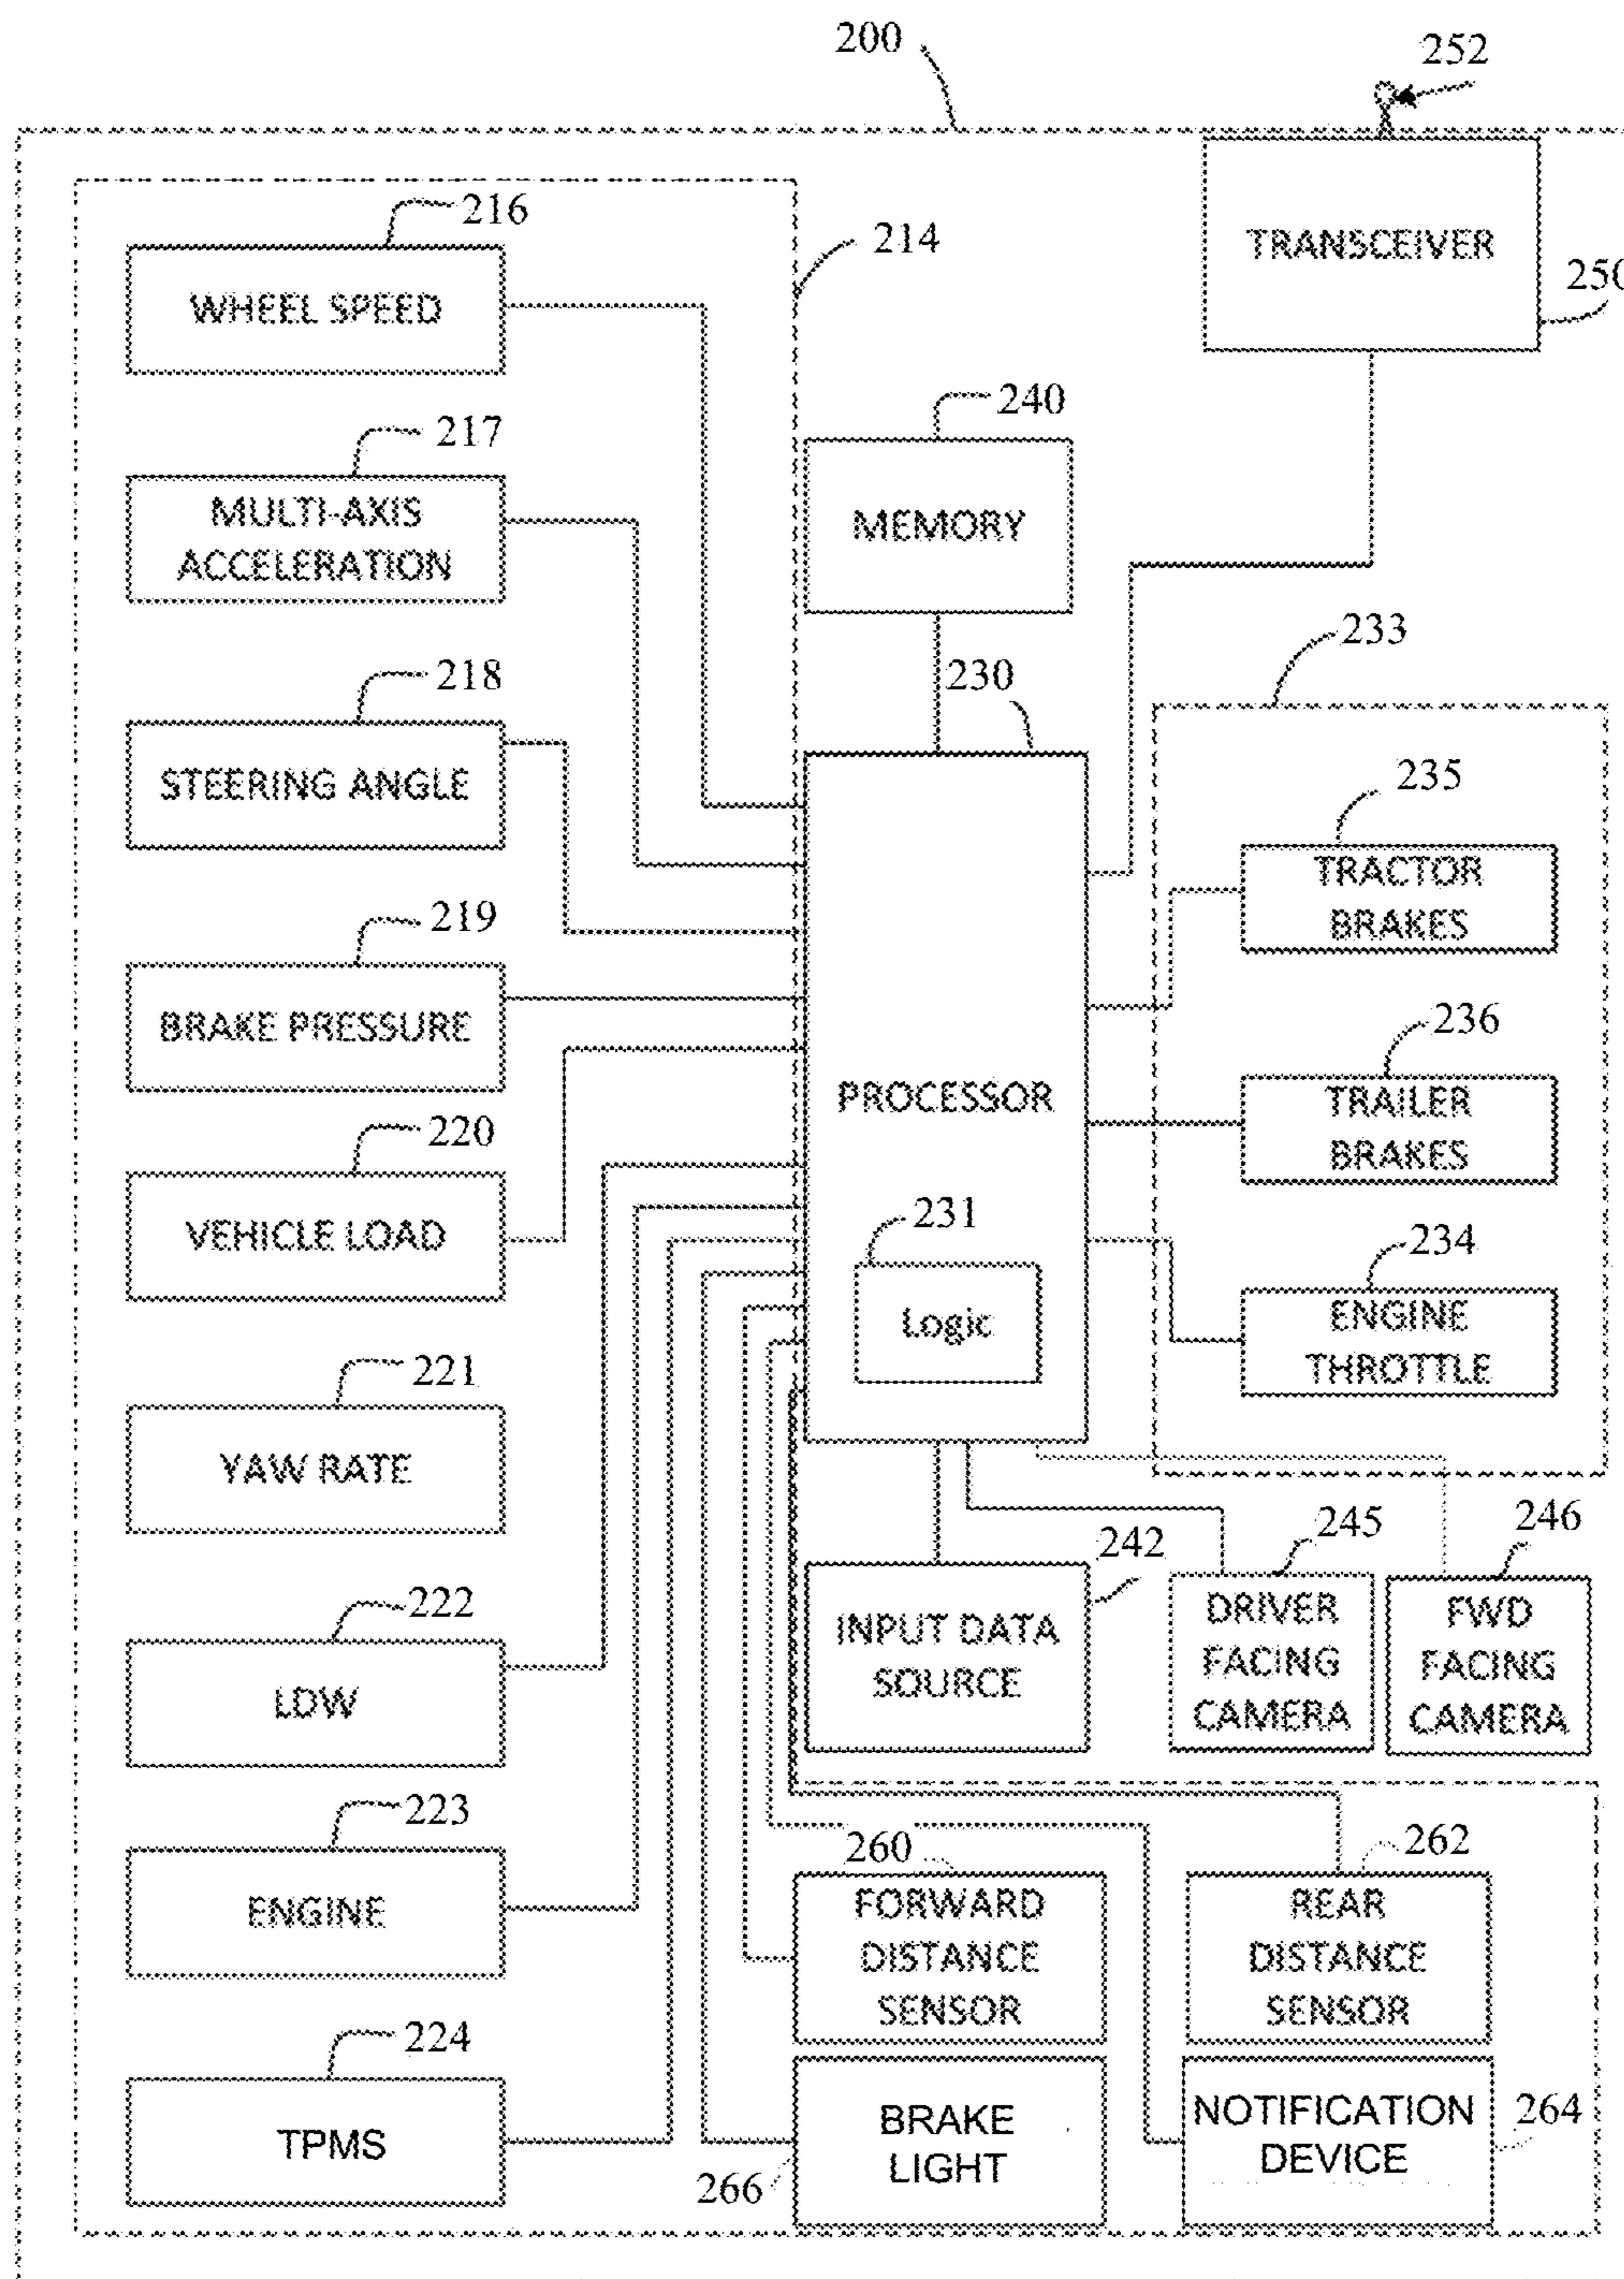 200
252
216
WHEEL SPEED
214
TRANSCEIVER
250
217
MULTI-AXIS
ACCELERATION
240
MEMORY
218
STEERING ANGLE
230
233
235
TRACTOR
BRAKES
219
BRAKE PRESSURE
PROCESSOR
236
TRAILER
BRAKES
220
VEHICLE LOAD
231
Logic
234
ENGINE
THROTTLE
221
YAW RATE
222
LDW
242
INPUT DATA
SOURCE
245
DRIVER
FACING
CAMERA
246
FWD
FACING
CAMERA
223
ENGINE
260
FORWARD
DISTANCE
SENSOR
262
REAR
DISTANCE
SENSOR
224
TPMS
266
BRAKE
LIGHT
NOTIFICATION
DEVICE
264